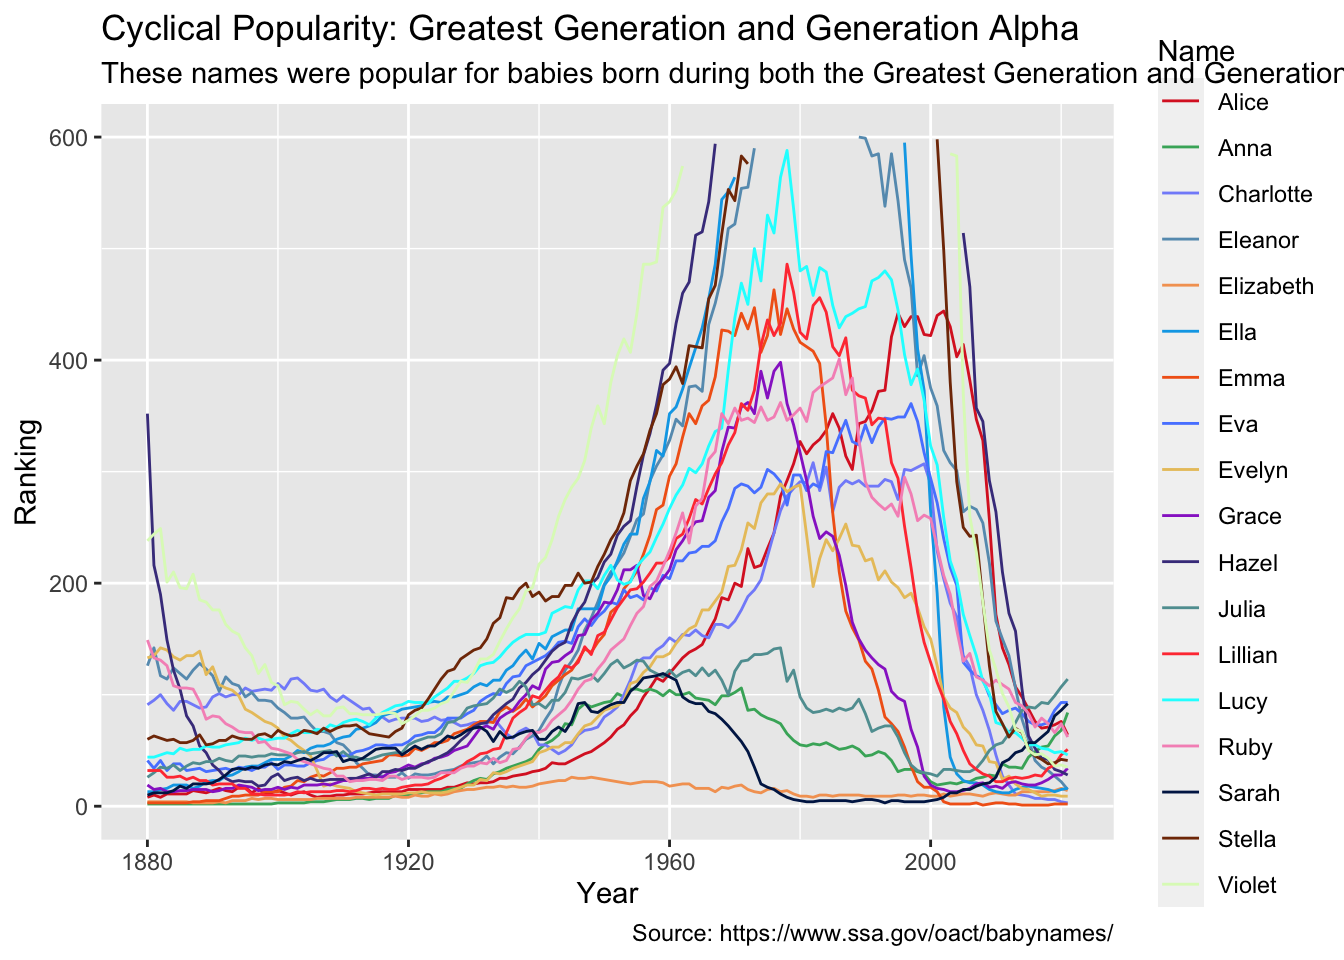 Cyclical Popularity: Greatest Generation and Generation Alpha
These names were popular for babies born during both the Greatest Generation and Generation
Name
Alice
Anna
Charlotte
Eleanor
Elizabeth
Ella
Emma
Eva
Evelyn
Grace
Hazel
Julia
Lillian
Lucy
Ruby
Sarah
Stella
Violet
Ranking
600
400
200
0
1880
1920
1960
2000
Year
Source: https://www.ssa.gov/oact/babynames/